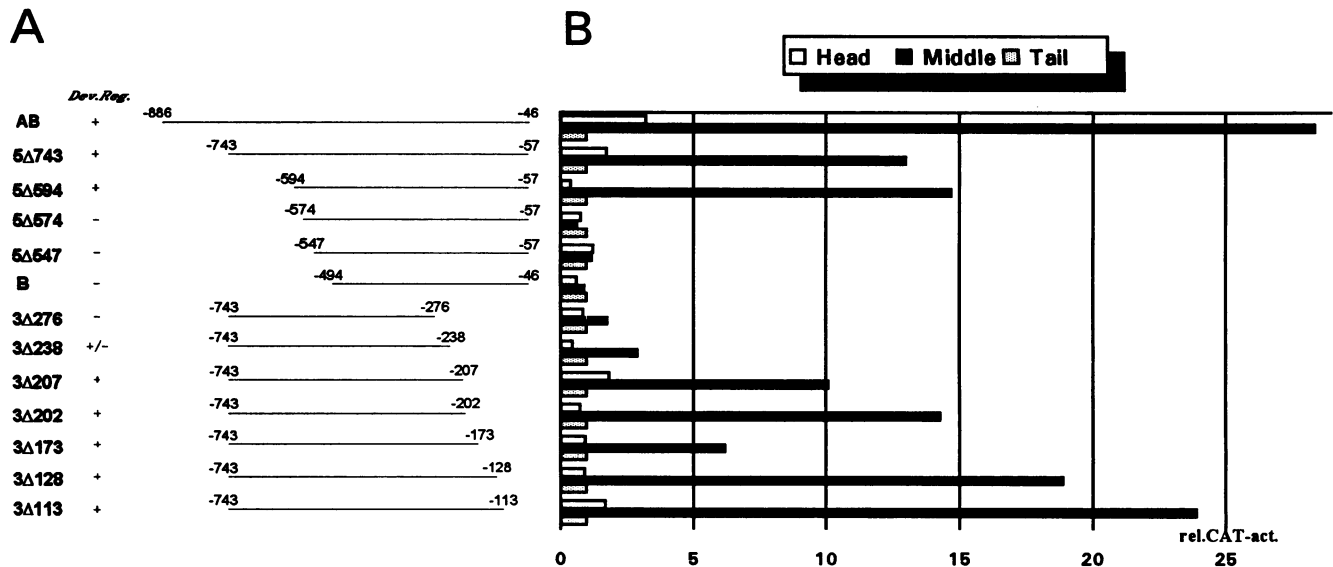 A
B
Head Middle Tail
Dev.Reg.
AB + -886 -46
5Δ743 + -743 -57
5Δ594 + -594 -57
5Δ574 - -574 -57
5Δ547 - -547 -57
B - -494 -46
3Δ276 - -743 -276
3Δ238 +/- -743 -238
3Δ207 + -743 -207
3Δ202 + -743 -202
3Δ173 + -743 -173
3Δ128 + -743 -128
3Δ113 + -743 -113
rel.CAT-act.
0 5 10 15 20 25